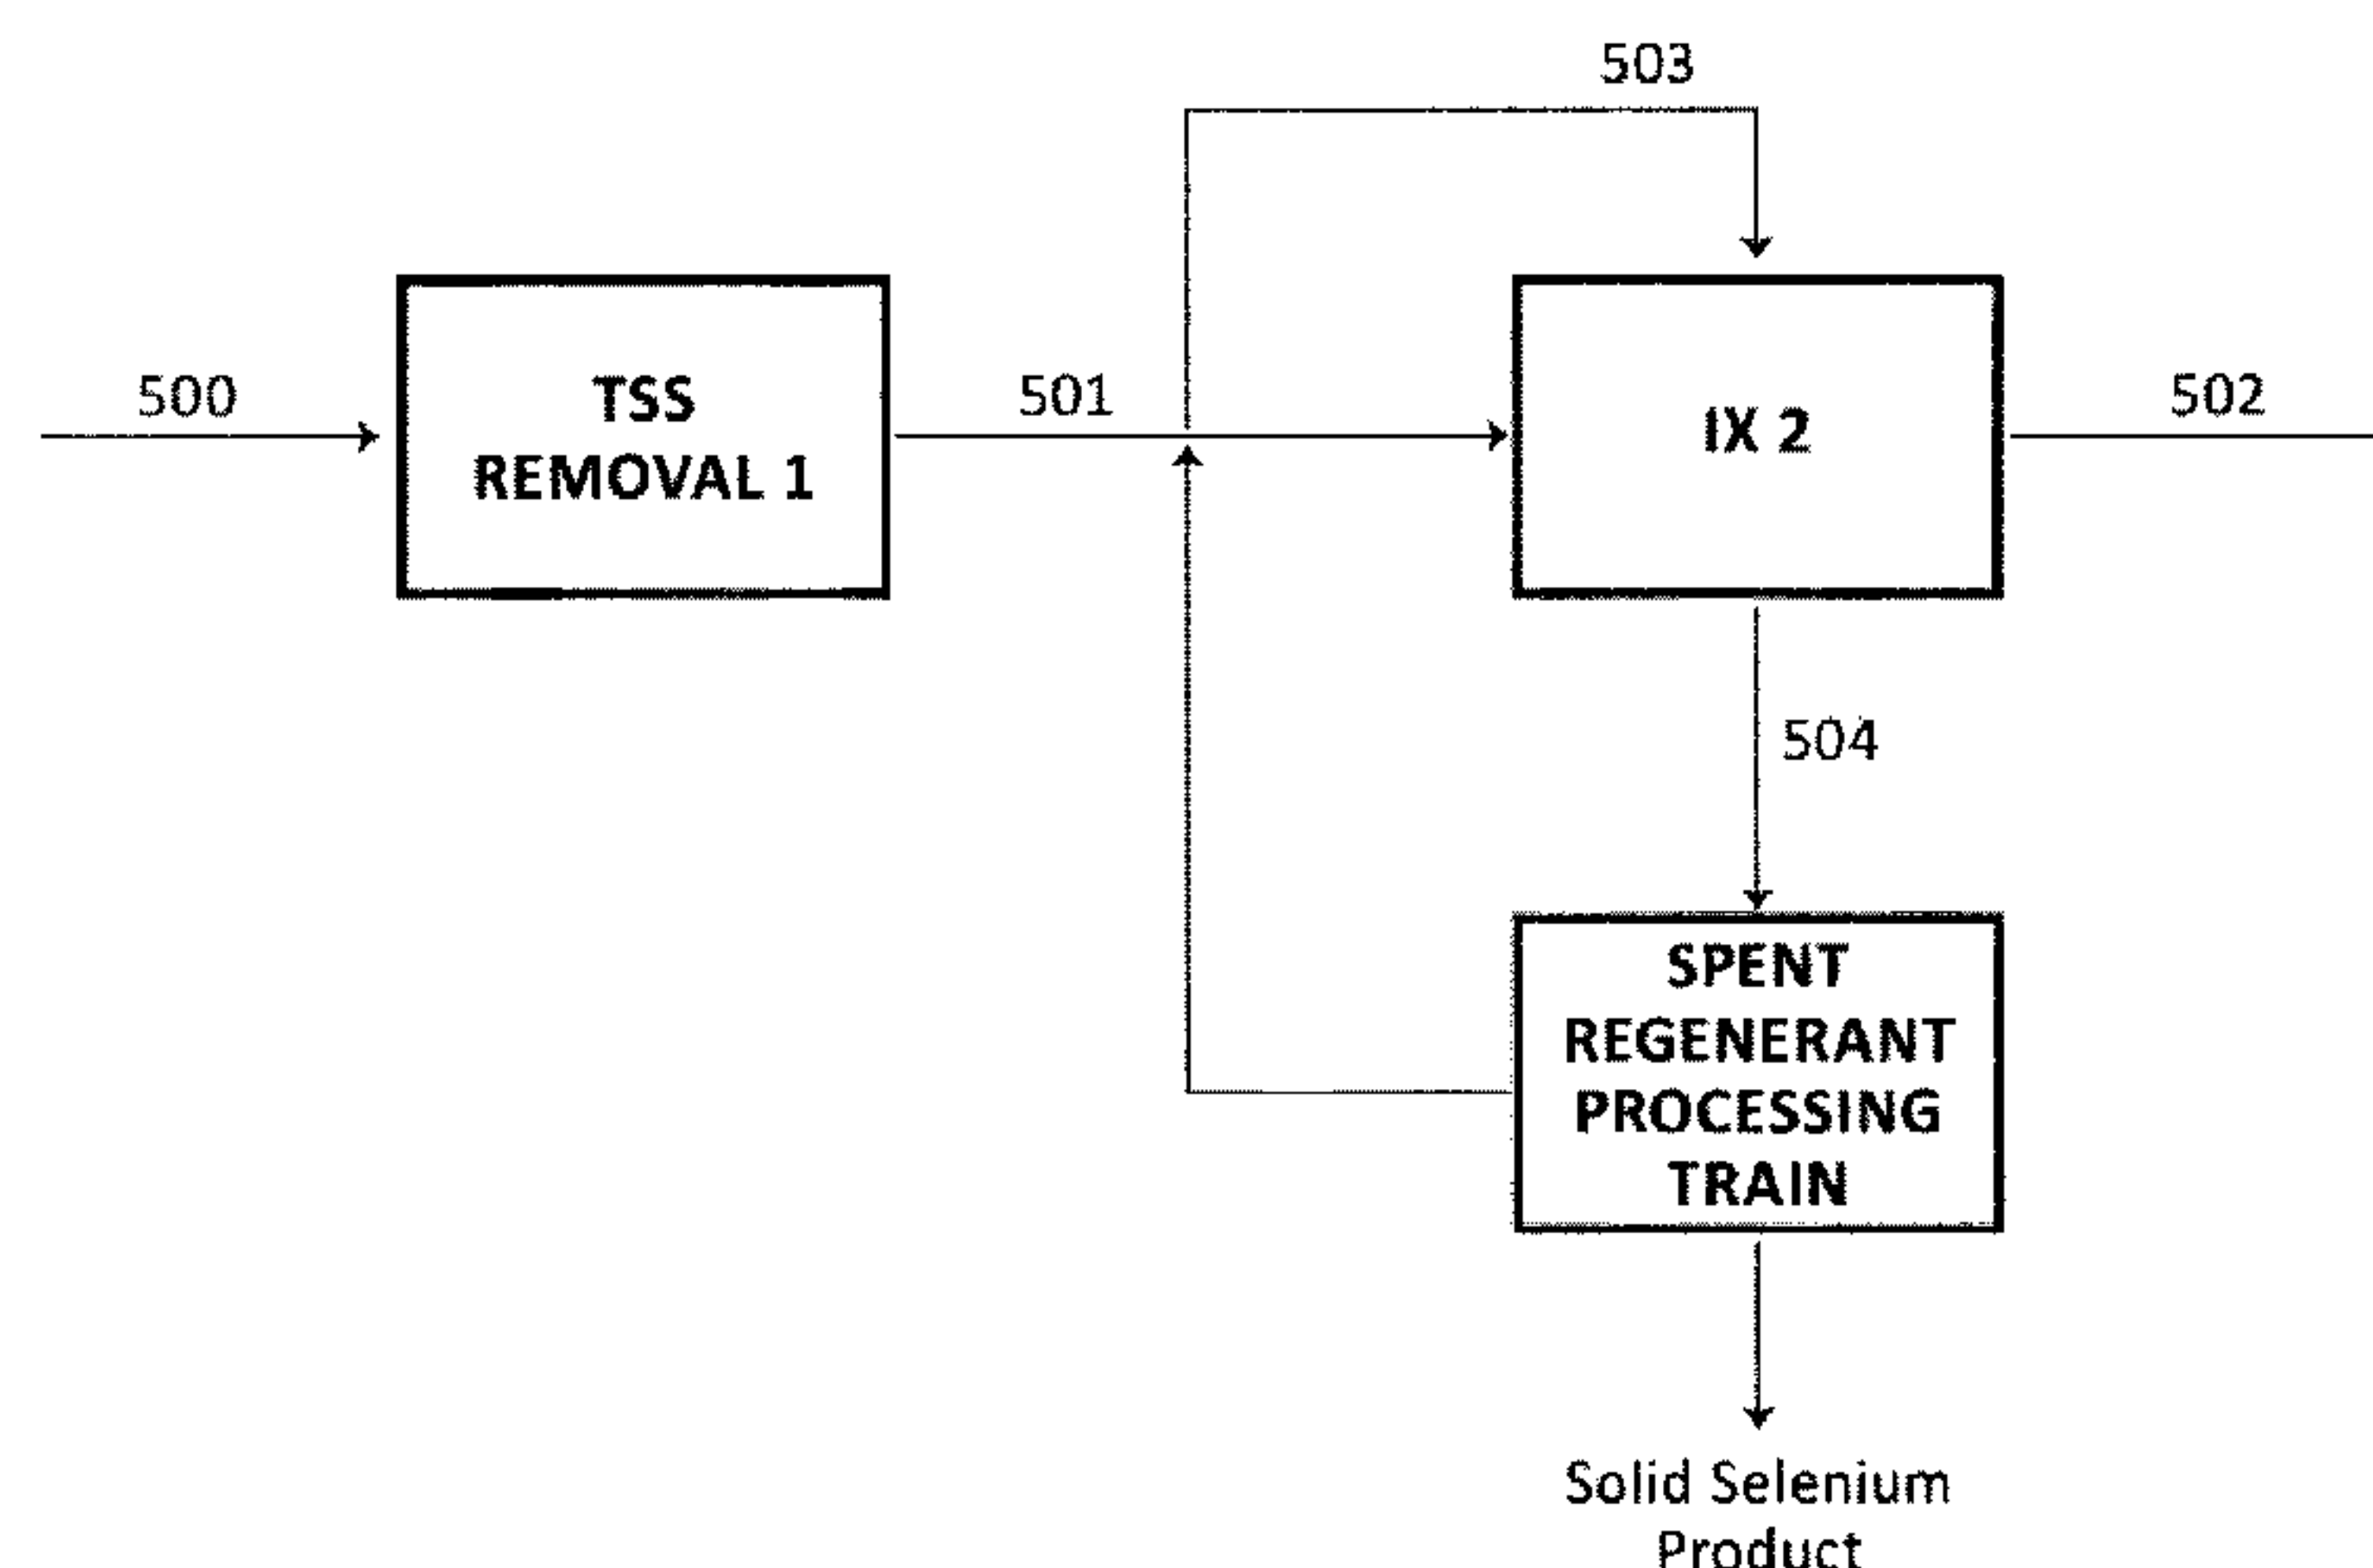 503
500
TSS
REMOVAL 1
501
IX 2
502
504
SPENT
REGENERANT
PROCESSING
TRAIN
Solid Selenium
Product